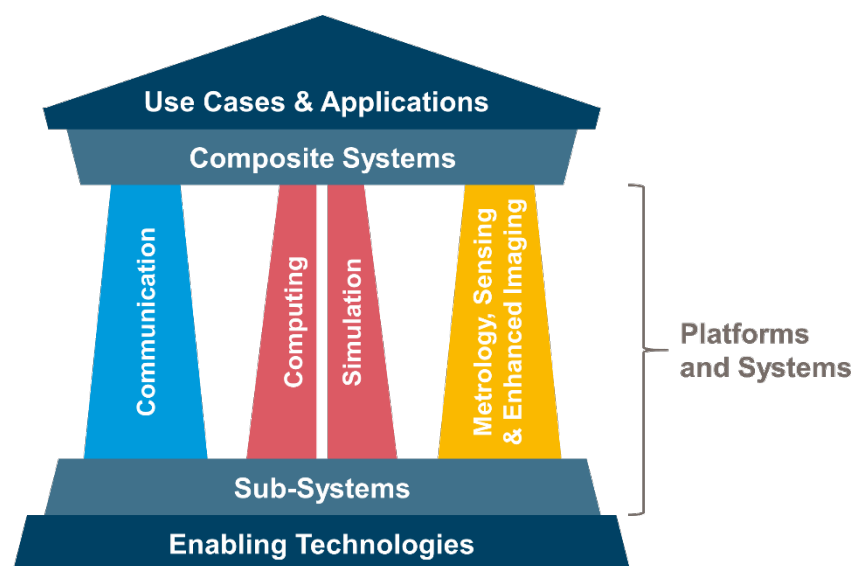 Use Cases & Applications
Composite Systems
Communication
Computing
Simulation
Metrology, Sensing
& Enhanced Imaging
Platforms
and Systems
Sub-Systems
Enabling Technologies